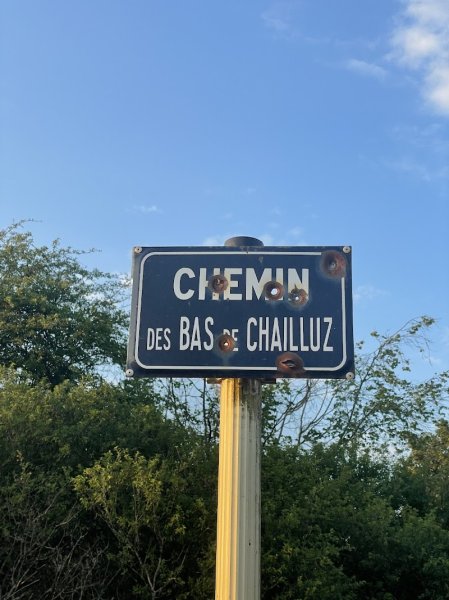 CHEMIN
DES BAS DE CHAILLUZ